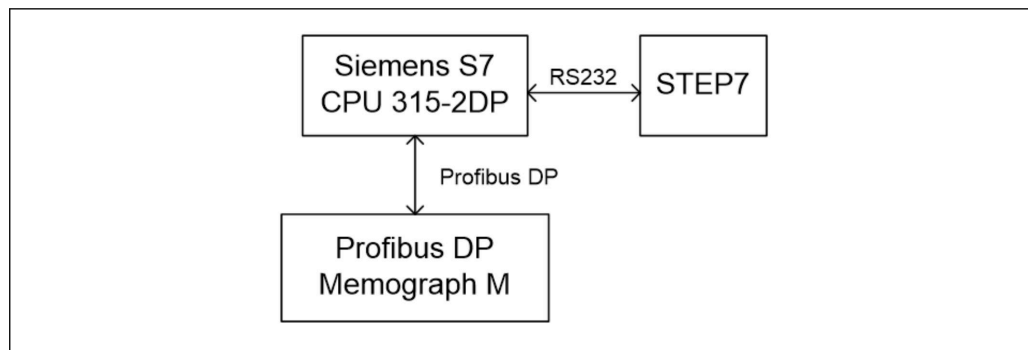 Siemens S7
CPU 315-2DP
RS232
STEP7
Profibus DP
Profibus DP
Memograph M